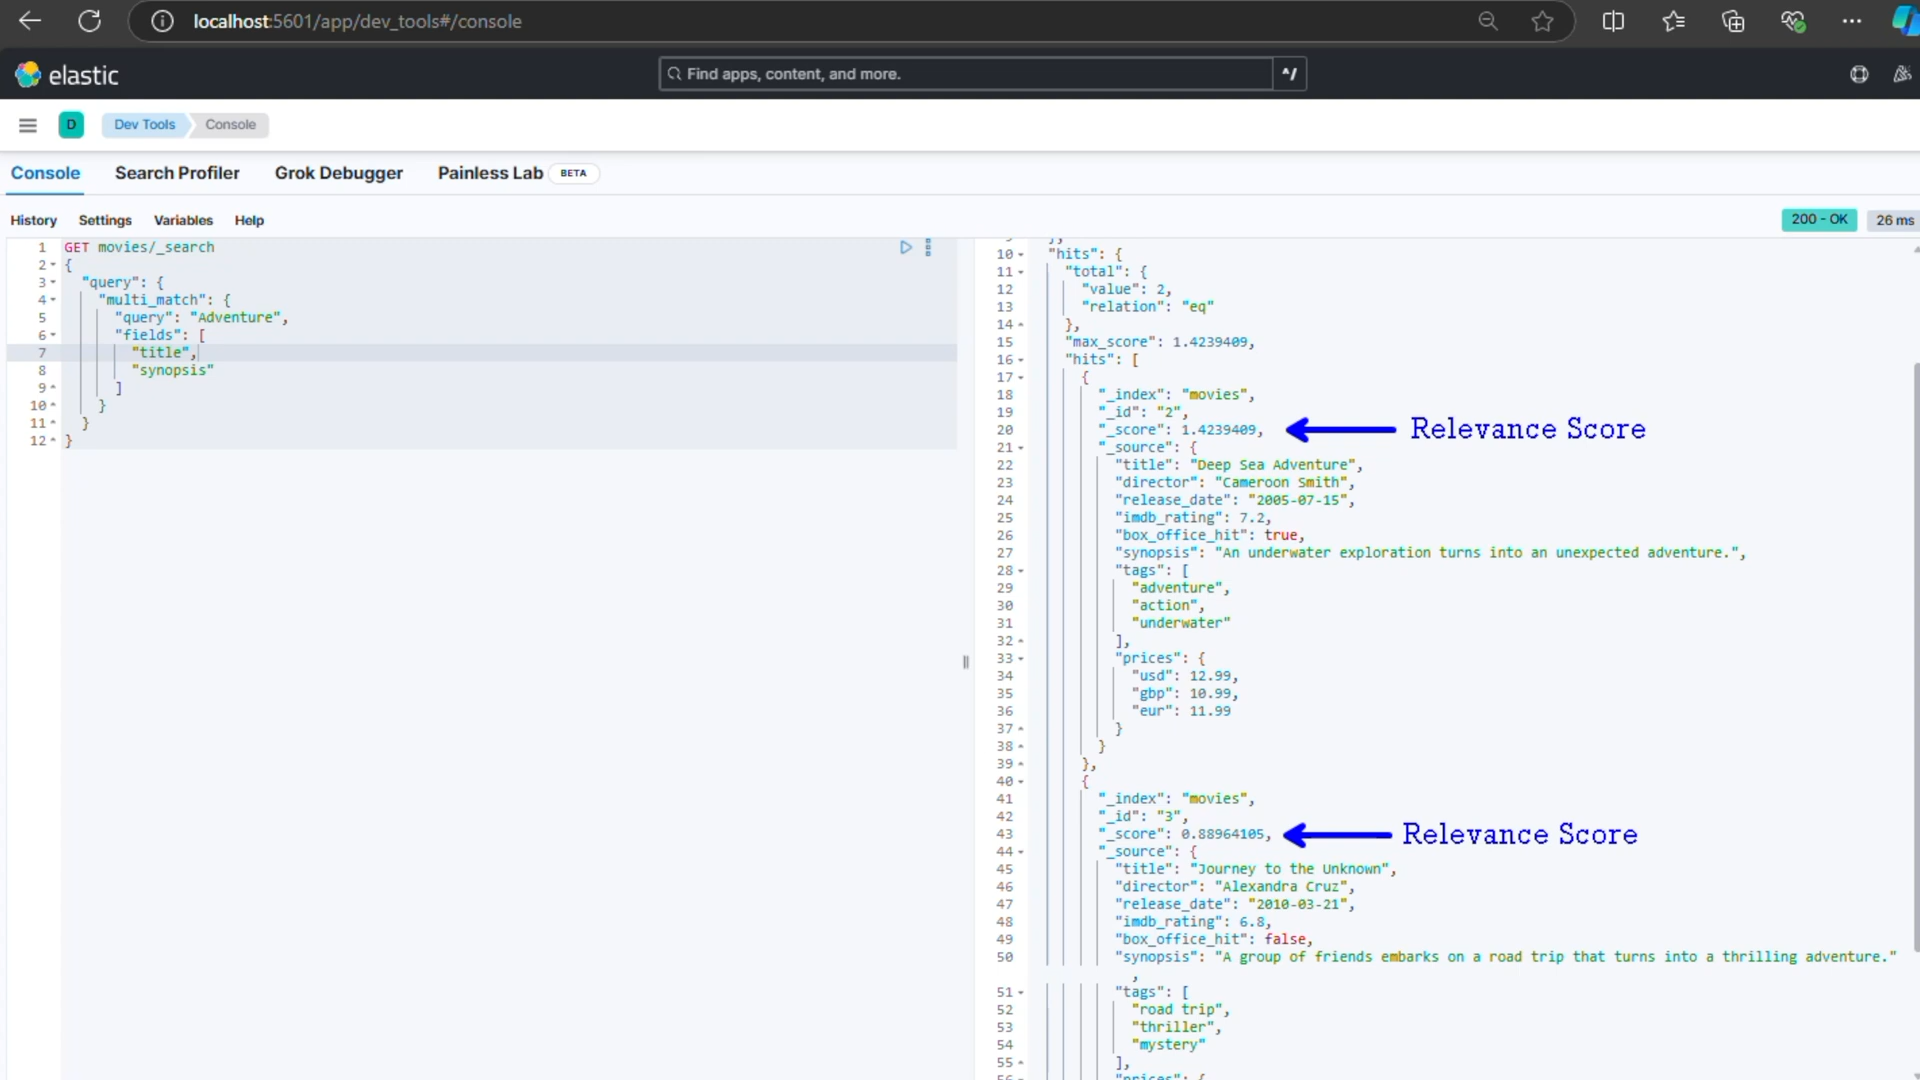 localhost:5601/app/dev_tools#/console
elastic
Find apps, content, and more.
^/
D
Dev Tools
Console
Console
Search Profiler
Grok Debugger
Painless Lab
BETA
History
Settings
Variables
Help
200 - OK
26 ms
1 GET movies/_search
2 {
3 "query": {
4 "multi_match": {
5 "query": "Adventure",
6 "fields": [
7 "title",
8 "synopsis"
9 ]
10 }
11 }
12 }
10 "hits": {
11 "total": {
12 "value": 2,
13 "relation": "eq"
14 },
15 "max_score": 1.4239409,
16 "hits": [
17 {
18 "_index": "movies",
19 "_id": "2",
20 "_score": 1.4239409,
Relevance Score
21 "_source": {
22 "title": "Deep Sea Adventure",
23 "director": "Cameroon Smith",
24 "release_date": "2005-07-15",
25 "imdb_rating": 7.2,
26 "box_office_hit": true,
27 "synopsis": "An underwater exploration turns into an unexpected adventure.",
28 "tags": [
29 "adventure",
30 "action",
31 "underwater"
32 ],
33 "prices": {
34 "usd": 12.99,
35 "gbp": 10.99,
36 "eur": 11.99
37 }
38 }
39 },
40 {
41 "_index": "movies",
42 "_id": "3",
43 "_score": 0.88964105,
Relevance Score
44 "_source": {
45 "title": "Journey to the Unknown",
46 "director": "Alexandra Cruz",
47 "release_date": "2010-03-21",
48 "imdb_rating": 6.8,
49 "box_office_hit": false,
50 "synopsis": "A group of friends embarks on a road trip that turns into a thrilling adventure."
,
51 "tags": [
52 "road trip",
53 "thriller",
54 "mystery"
55 ],